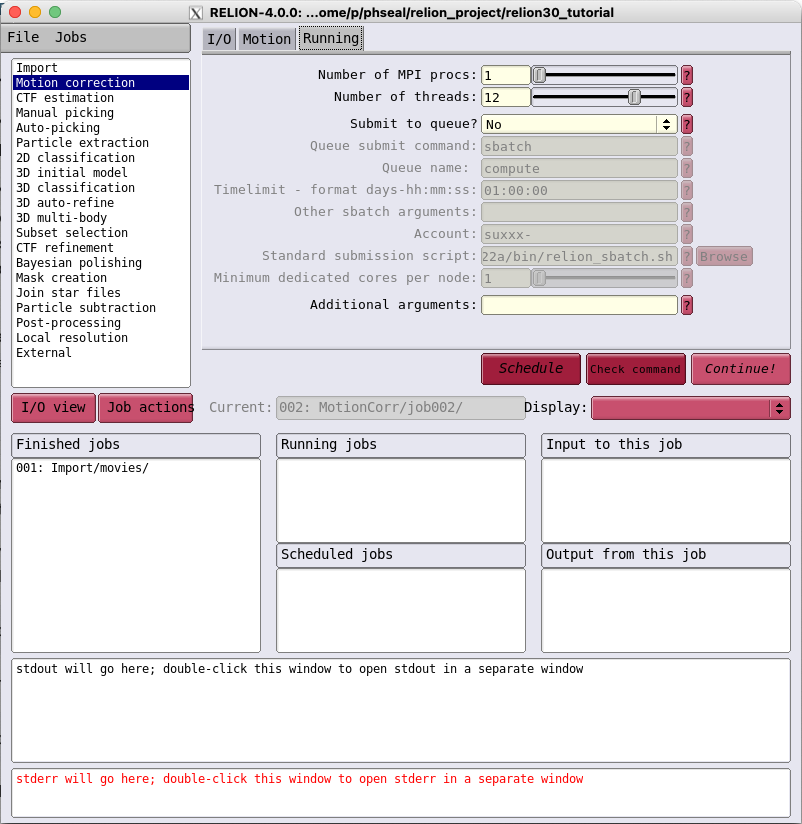 RELION-4.0.0: ...ome/p/phseal/relion_project/relion30_tutorial
File Jobs
I/O Motion Running
Import
Motion correction
CTF estimation
Manual picking
Auto-picking
Particle extraction
2D classification
3D initial model
3D classification
3D auto-refine
3D multi-body
Subset selection
CTF refinement
Bayesian polishing
Mask creation
Join star files
Particle subtraction
Post-processing
Local resolution
External
Number of MPI procs: 1 ?
Number of threads: 12 ?
Submit to queue? No ?
Queue submit command: sbatch ?
Queue name: compute ?
Timelimit - format days-hh:mm:ss: 01:00:00 ?
Other sbatch arguments: ?
Account: suxxx- ?
Standard submission script: 22a/bin/relion_sbatch.sh ? Browse
Minimum dedicated cores per node: 1 ?
Additional arguments: ?
Schedule Check command Continue!
I/O view Job actions Current: 002: MotionCorr/job002/ Display:
Finished jobs
001: Import/movies/
Running jobs
Scheduled jobs
Input to this job
Output from this job
stdout will go here; double-click this window to open stdout in a separate window
stderr will go here; double-click this window to open stderr in a separate window